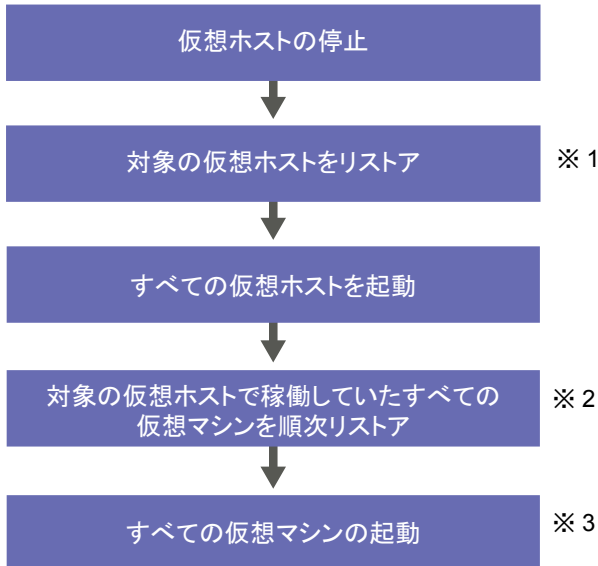 仮想ホストの停止
対象の仮想ホストをリストア
※1
すべての仮想ホストを起動
対象の仮想ホストで稼働していたすべての
仮想マシンを順次リストア
※2
すべての仮想マシンの起動
※3